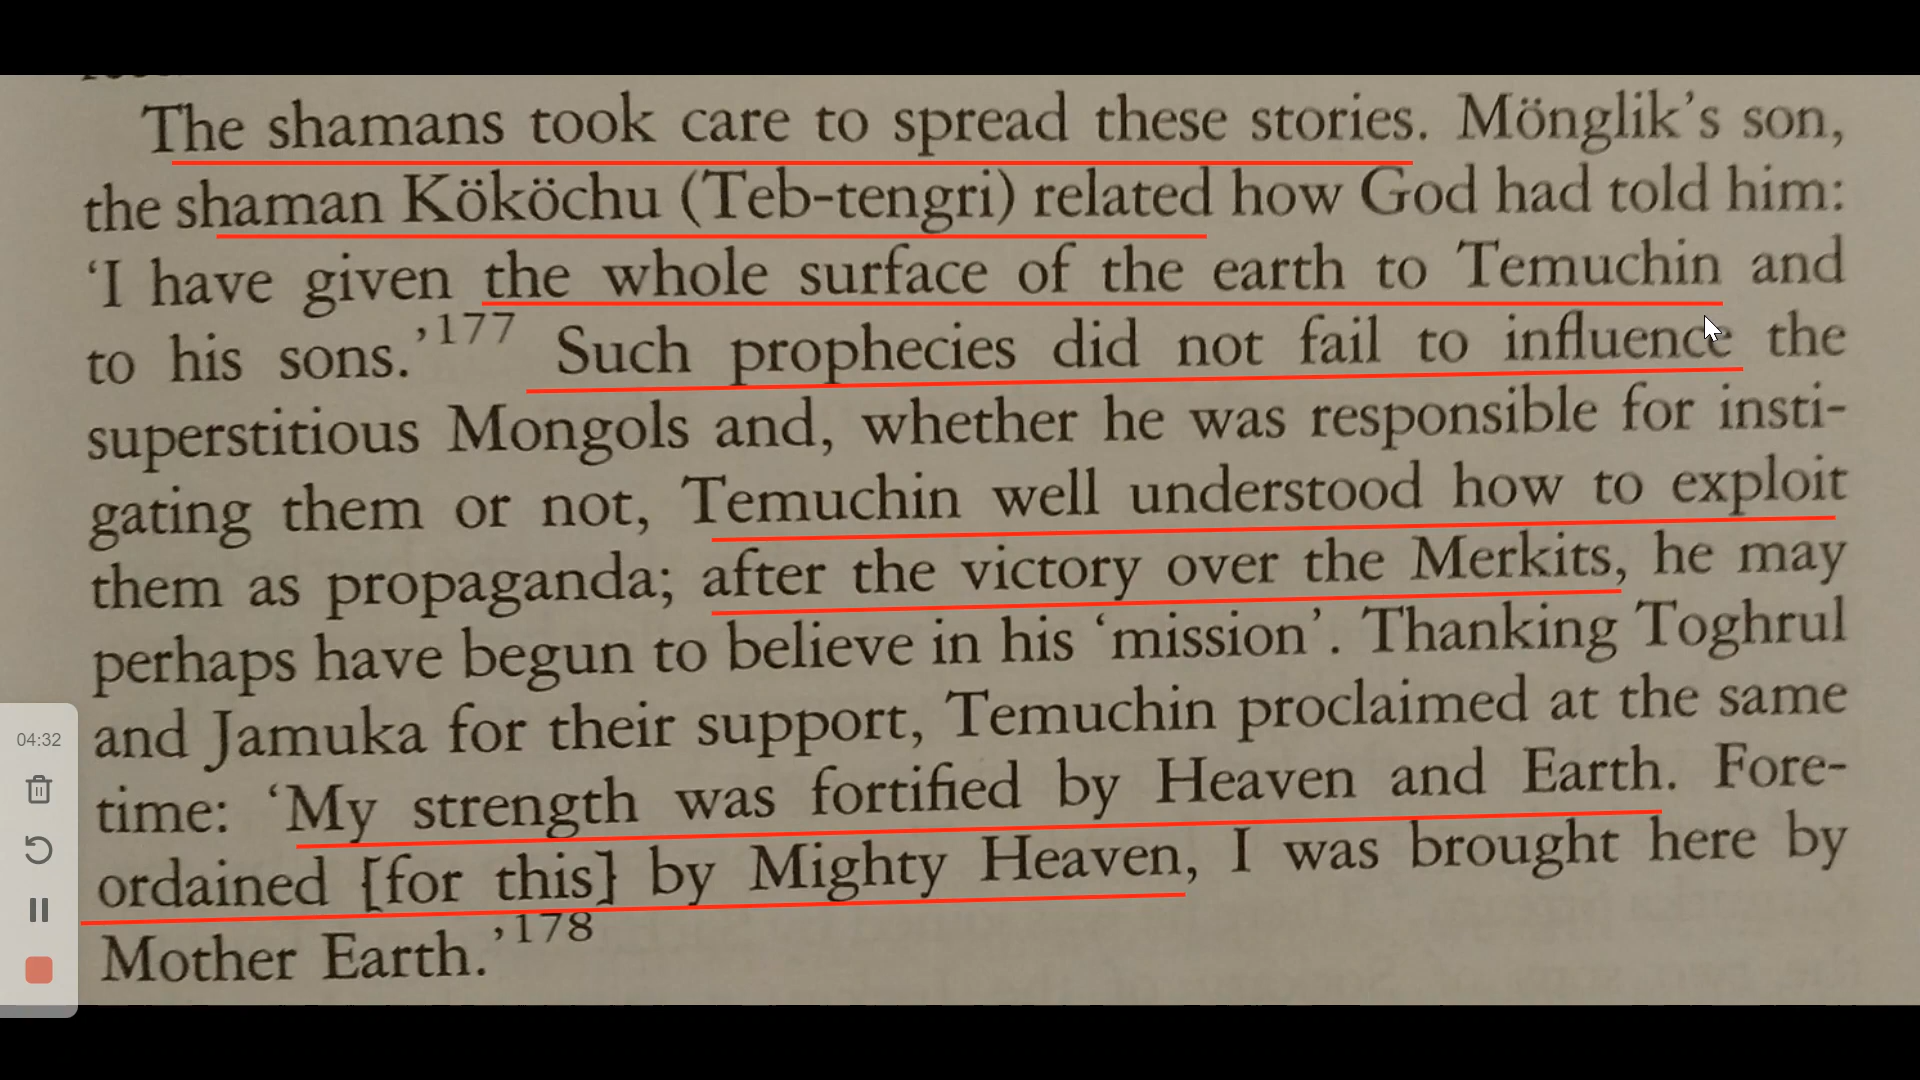 The shamans took care to spread these stories. Mönglik's son,
the shaman Kököchu (Teb-tengri) related how God had told him:
‘I have given the whole surface of the earth to Temuchin and
to his sons.’177 Such prophecies did not fail to influence the
superstitious Mongols and, whether he was responsible for insti-
gating them or not, Temuchin well understood how to exploit
them as propaganda; after the victory over the Merkits, he may
perhaps have begun to believe in his ‘mission’. Thanking Toghrul
and Jamuka for their support, Temuchin proclaimed at the same
time: ‘My strength was fortified by Heaven and Earth. Fore-
ordained [for this] by Mighty Heaven, I was brought here by
Mother Earth.’178
04:32